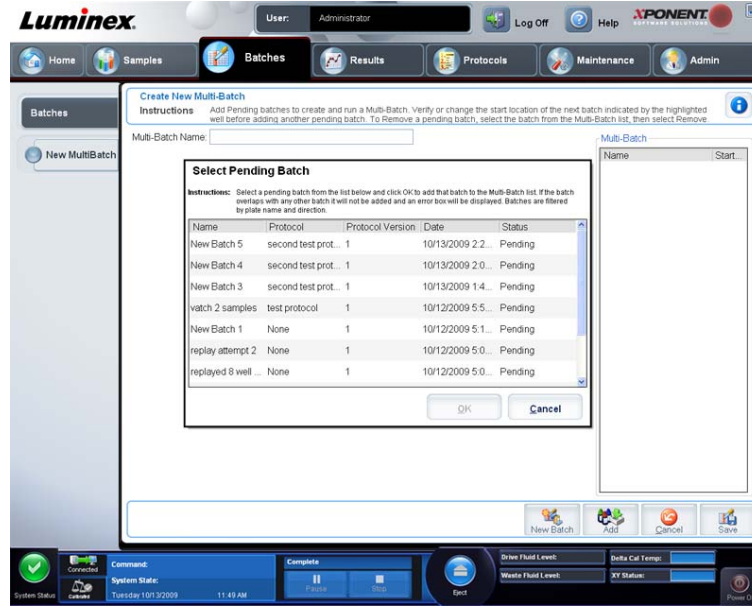 Luminex.
User: Administrator
Log Off
Help
XPONENT
SOFTWARE SOLUTIONS
Home
Samples
Batches
Results
Protocols
Maintenance
Admin
Batches
New MultiBatch
Create New Multi-Batch
Instructions Add Pending batches to create and run a Multi-Batch. Verify or change the start location of the next batch indicated by the highlighted
well before adding another pending batch. To Remove a pending batch, select the batch from the Multi-Batch list, then select Remove.
Multi-Batch Name:
Multi-Batch
Name Start...
Select Pending Batch
Instructions: Select a pending batch from the list below and click OK to add that batch to the Multi-Batch list. If the batch
overlaps with any other batch it will not be added and an error box will be displayed. Batches are filtered
by plate name and direction.
Name Protocol Protocol Version Date Status
New Batch 5 second test prot... 1 10/13/2009 2:2... Pending
New Batch 4 second test prot... 1 10/13/2009 2:0... Pending
New Batch 3 second test prot... 1 10/13/2009 1:4... Pending
vatch 2 samples test protocol 1 10/12/2009 5:5... Pending
New Batch 1 None 1 10/12/2009 5:1... Pending
replay attempt 2 None 1 10/12/2009 5:0... Pending
replayed 8 well ... None 1 10/12/2009 5:0... Pending
OK
Cancel
New Batch
Add
Cancel
Save
System Status
Connected
Calibrated
Command:
System State:
Tuesday 10/13/2009 11:49 AM
Complete
Pause
Stop
Eject
Drive Fluid Level:
Waste Fluid Level:
Delta Cal Temp:
XY Status: